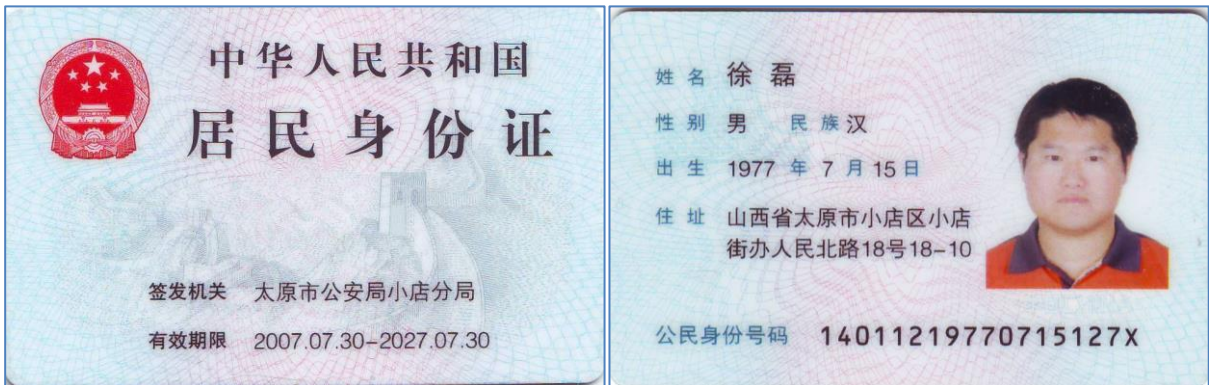 中华人民共和国
居民身份证
签发机关 太原市公安局小店分局
有效期限 2007.07.30-2027.07.30
姓名 徐磊
性别 男 民族 汉
出生 1977 年 7 月 15 日
住址 山西省太原市小店区小店
街办人民北路18号18-10
公民身份号码 14011219770715127X